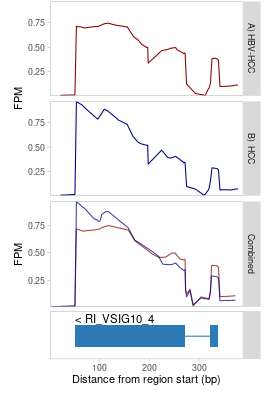 0.75
0.50
0.25
FPM
A) HBV-HCC
0.75
0.50
0.25
FPM
B) HCC
0.75
0.50
0.25
FPM
Combined
< RI_VSIG10_4
100
200
300
Distance from region start (bp)